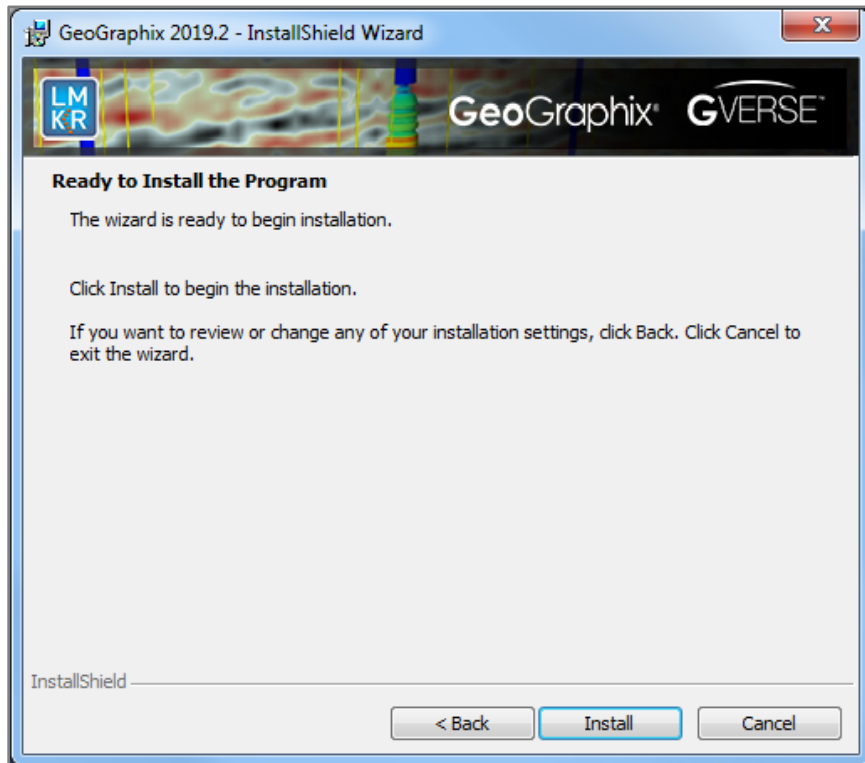 GeoGraphix 2019.2 - InstallShield Wizard
LM
KR
GeoGraphix® GVERSE™
Ready to Install the Program
The wizard is ready to begin installation.
Click Install to begin the installation.
If you want to review or change any of your installation settings, click Back. Click Cancel to
exit the wizard.
InstallShield
< Back Install Cancel